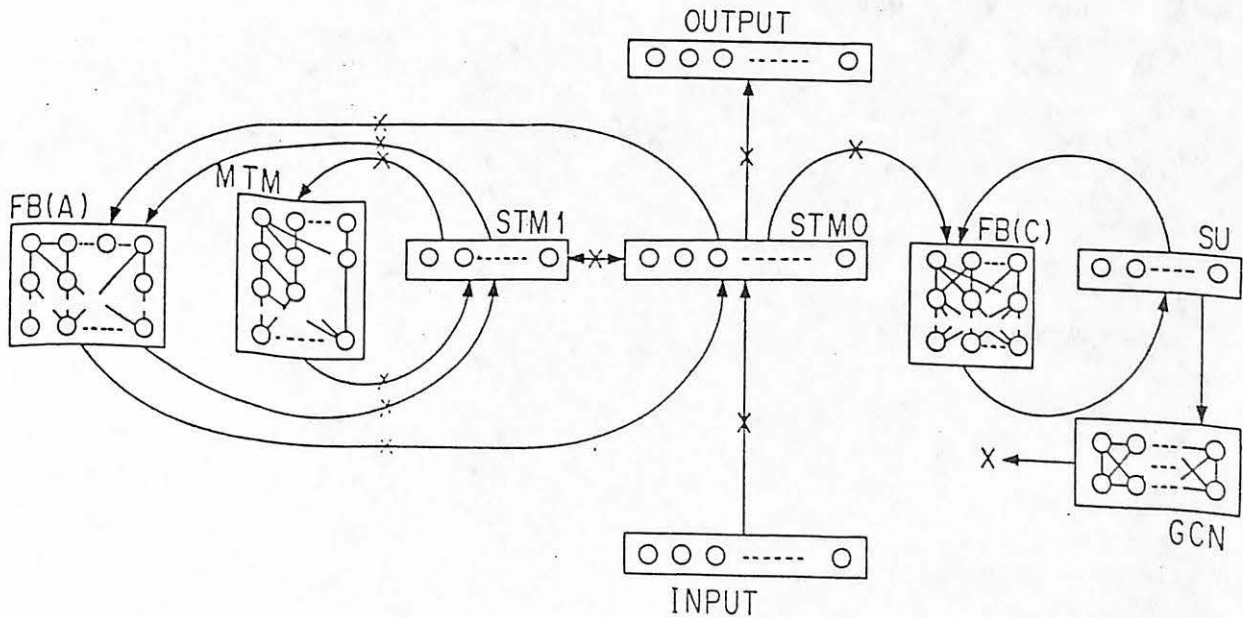 OUTPUT
MTM
FB(A)
STM1
STM0
FB(C)
SU
GCN
INPUT